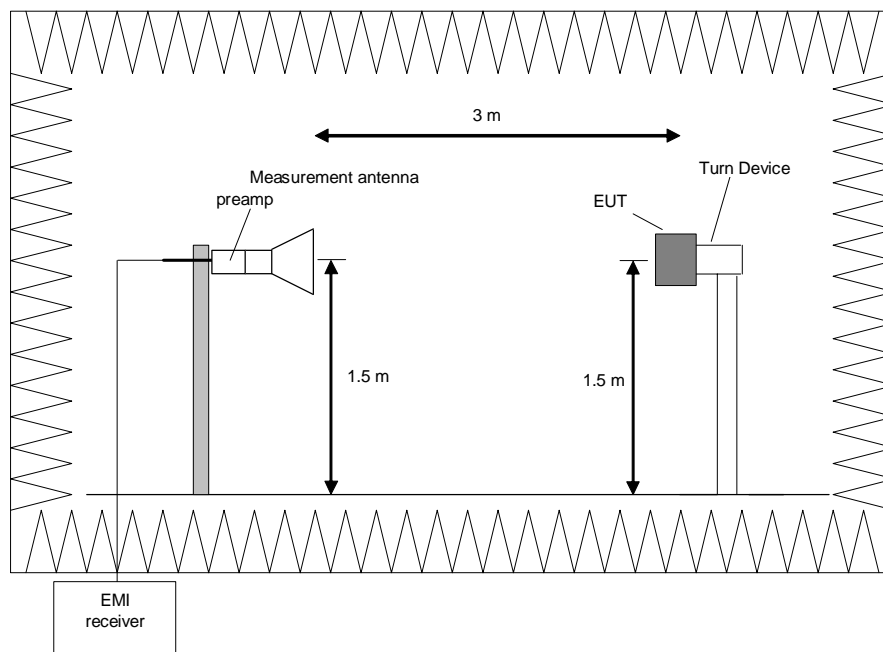 3 m
Measurement antenna
preamp
Turn Device
EUT
1.5 m
1.5 m
EMI
receiver